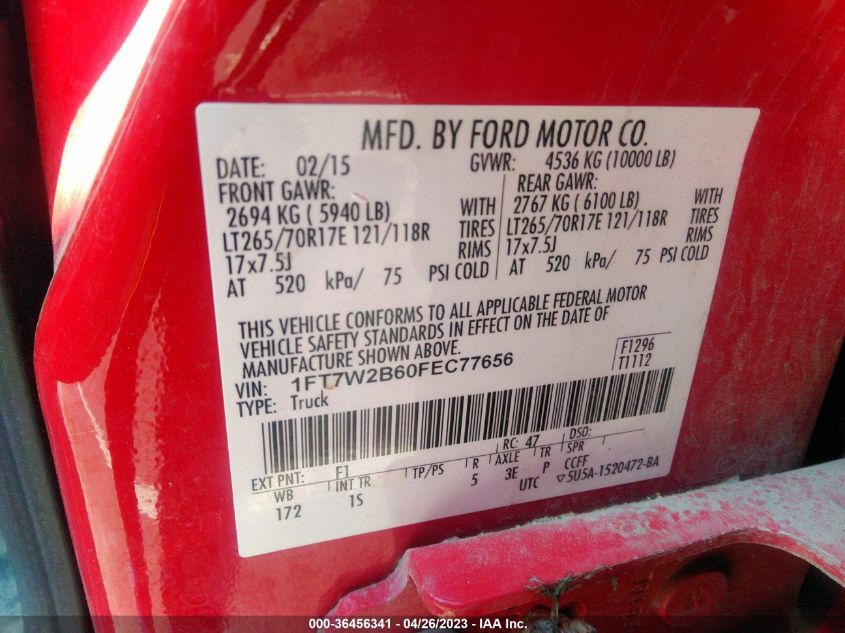 MFD. BY FORD MOTOR CO.
DATE: 02/15 GVWR: 4536 KG (10000 LB)
FRONT GAWR: REAR GAWR:
2694 KG ( 5940 LB) WITH 2767 KG ( 6100 LB) WITH
LT265/70R17E 121/118R TIRES LT265/70R17E 121/118R TIRES
17x7.5J RIMS 17x7.5J RIMS
AT 520 kPa/ 75 PSI COLD AT 520 kPa/ 75 PSI COLD
THIS VEHICLE CONFORMS TO ALL APPLICABLE FEDERAL MOTOR
VEHICLE SAFETY STANDARDS IN EFFECT ON THE DATE OF
MANUFACTURE SHOWN ABOVE.
VIN: 1FT7W2B60FEC77656 F1296
TYPE: Truck T1112
EXT PNT: F1 RC: 47 DSO:
WB INT TR TP/PS R AXLE TR SPR
172 1S 5 3E P CCFF
UTC ▽5U5A-1520472-BA
000-36456341 / 04/26/2023 - IAA Inc.